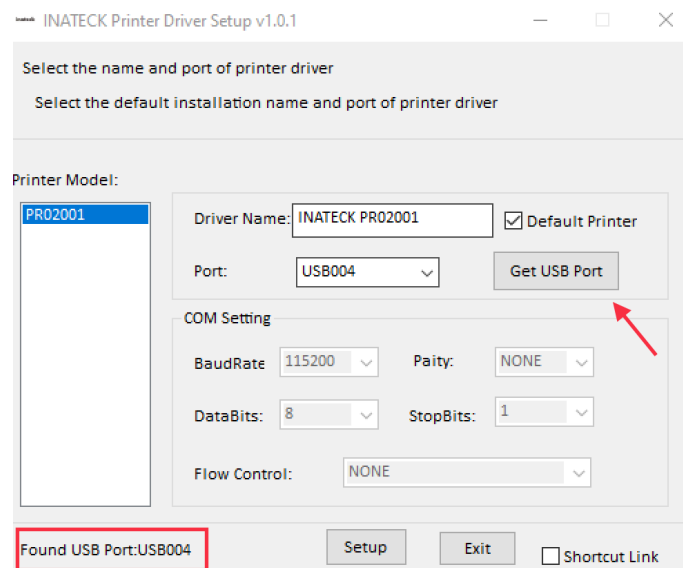 inateck INATECK Printer Driver Setup v1.0.1
Select the name and port of printer driver
Select the default installation name and port of printer driver
Printer Model:
PR02001
Driver Name: INATECK PR02001 Default Printer
Port: USB004 Get USB Port
COM Setting
BaudRate 115200 Paity: NONE
DataBits: 8 StopBits: 1
Flow Control: NONE
Found USB Port:USB004 Setup Exit Shortcut Link